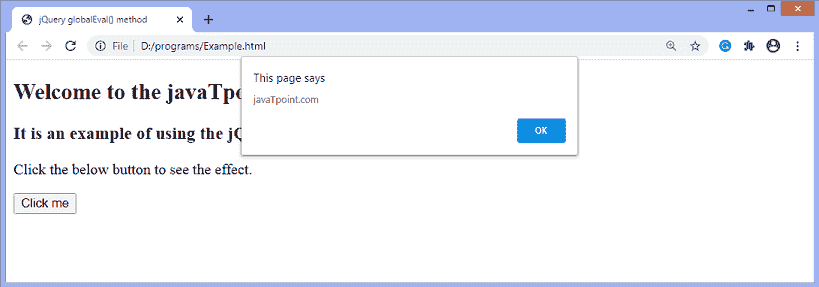 jQuery globalEval() method
File D:/programs/Example.html
This page says
javaTpoint.com
OK
Welcome to the javaTpo
It is an example of using the jQ
Click the below button to see the effect.
Click me